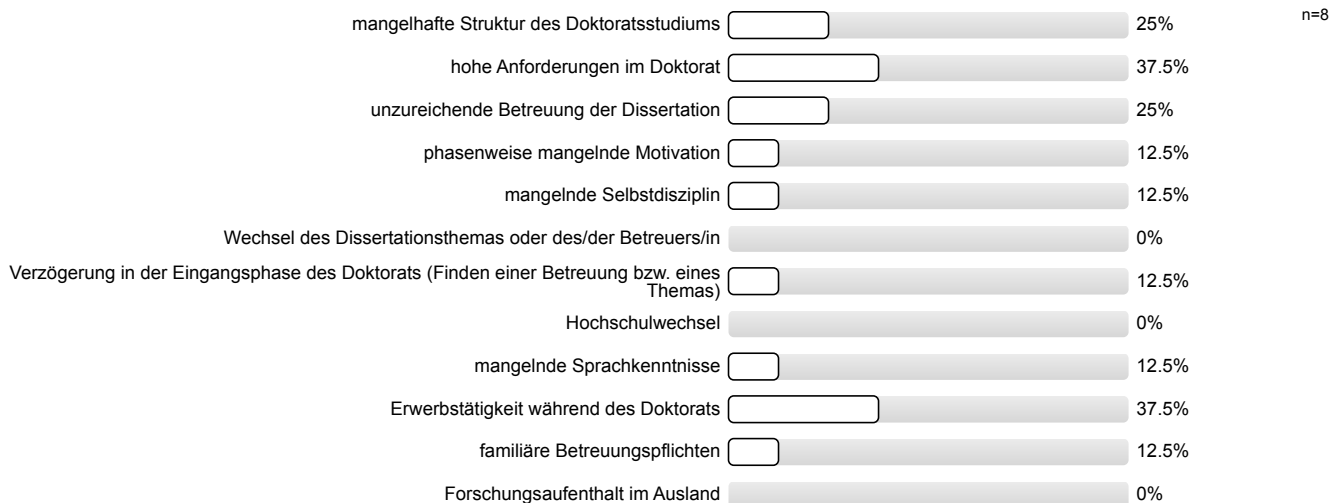 n=8
mangelhafte Struktur des Doktoratsstudiums 25%
hohe Anforderungen im Doktorat 37.5%
unzureichende Betreuung der Dissertation 25%
phasenweise mangelnde Motivation 12.5%
mangelnde Selbstdisziplin 12.5%
Wechsel des Dissertationsthemas oder des/der Betreuers/in 0%
Verzögerung in der Eingangsphase des Doktorats (Finden einer Betreuung bzw. eines
Themas) 12.5%
Hochschulwechsel 0%
mangelnde Sprachkenntnisse 12.5%
Erwerbstätigkeit während des Doktorats 37.5%
familiäre Betreuungspflichten 12.5%
Forschungsaufenthalt im Ausland 0%